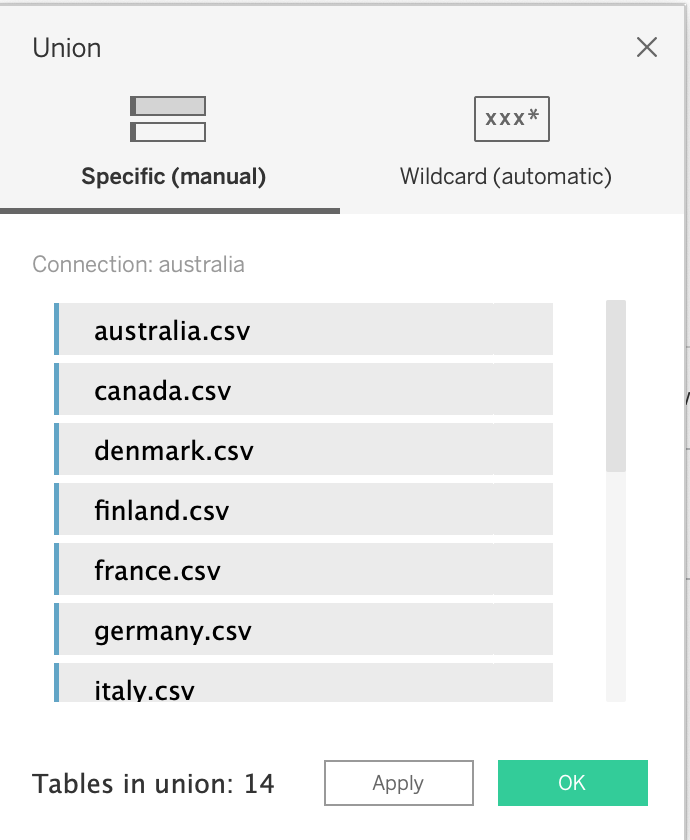 Union
xxx*
Specific (manual)
Wildcard (automatic)
Connection: australia
australia.csv
canada.csv
denmark.csv
finland.csv
france.csv
germany.csv
italy.csv
Tables in union: 14
Apply
OK